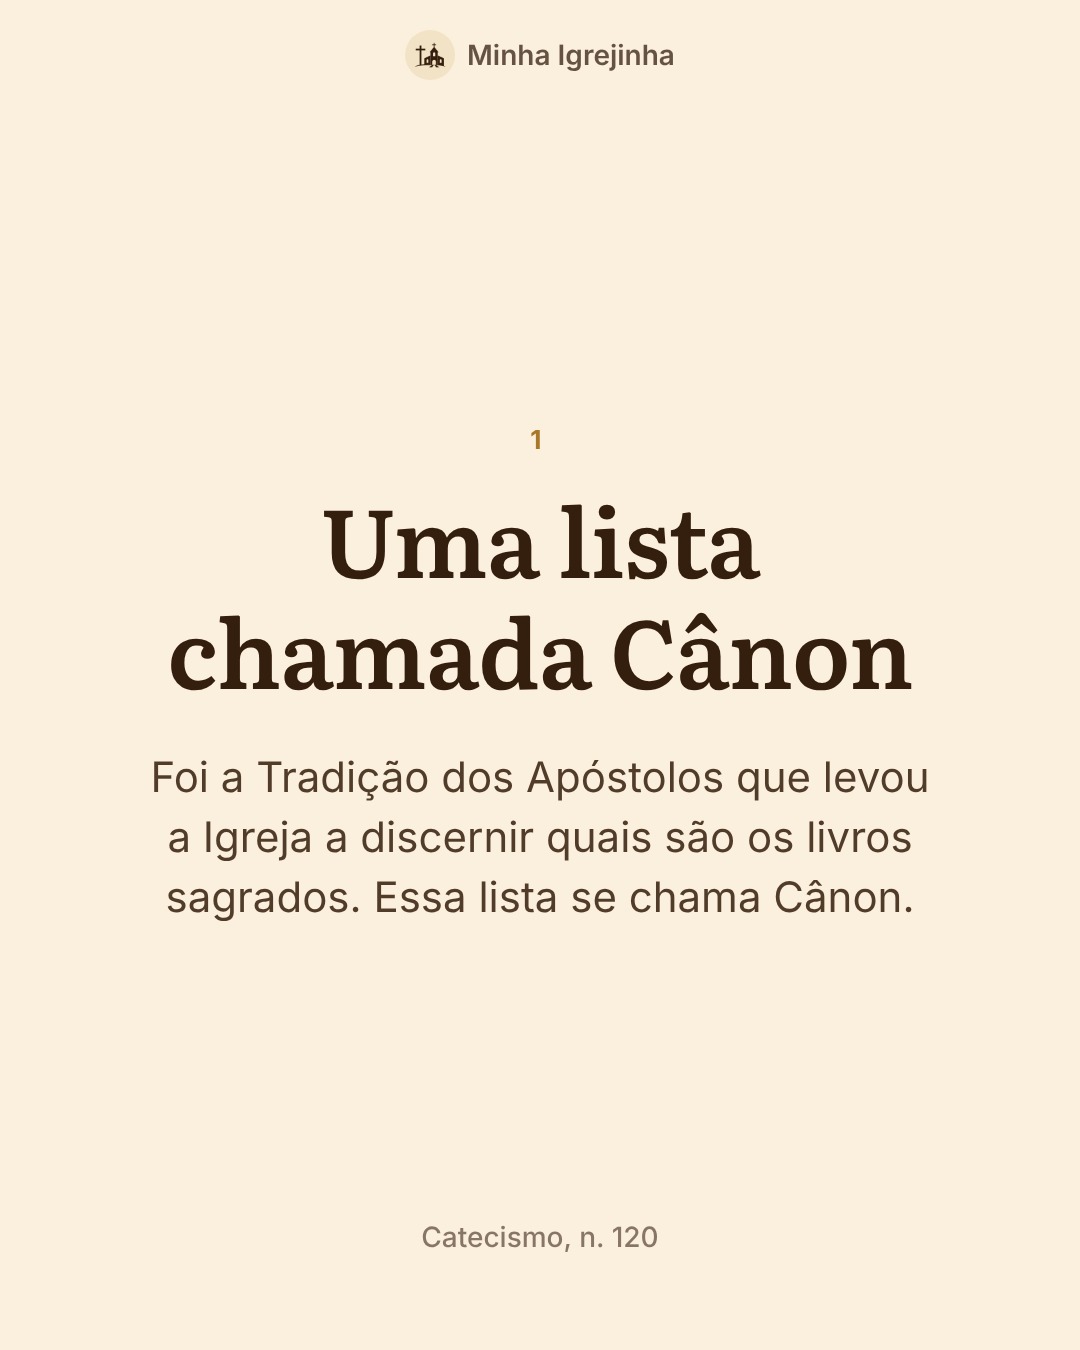 Minha Igrejinha
1
Uma lista
chamada Cânon
Foi a Tradição dos Apóstolos que levou
a Igreja a discernir quais são os livros
sagrados. Essa lista se chama Cânon.
Catecismo, n. 120